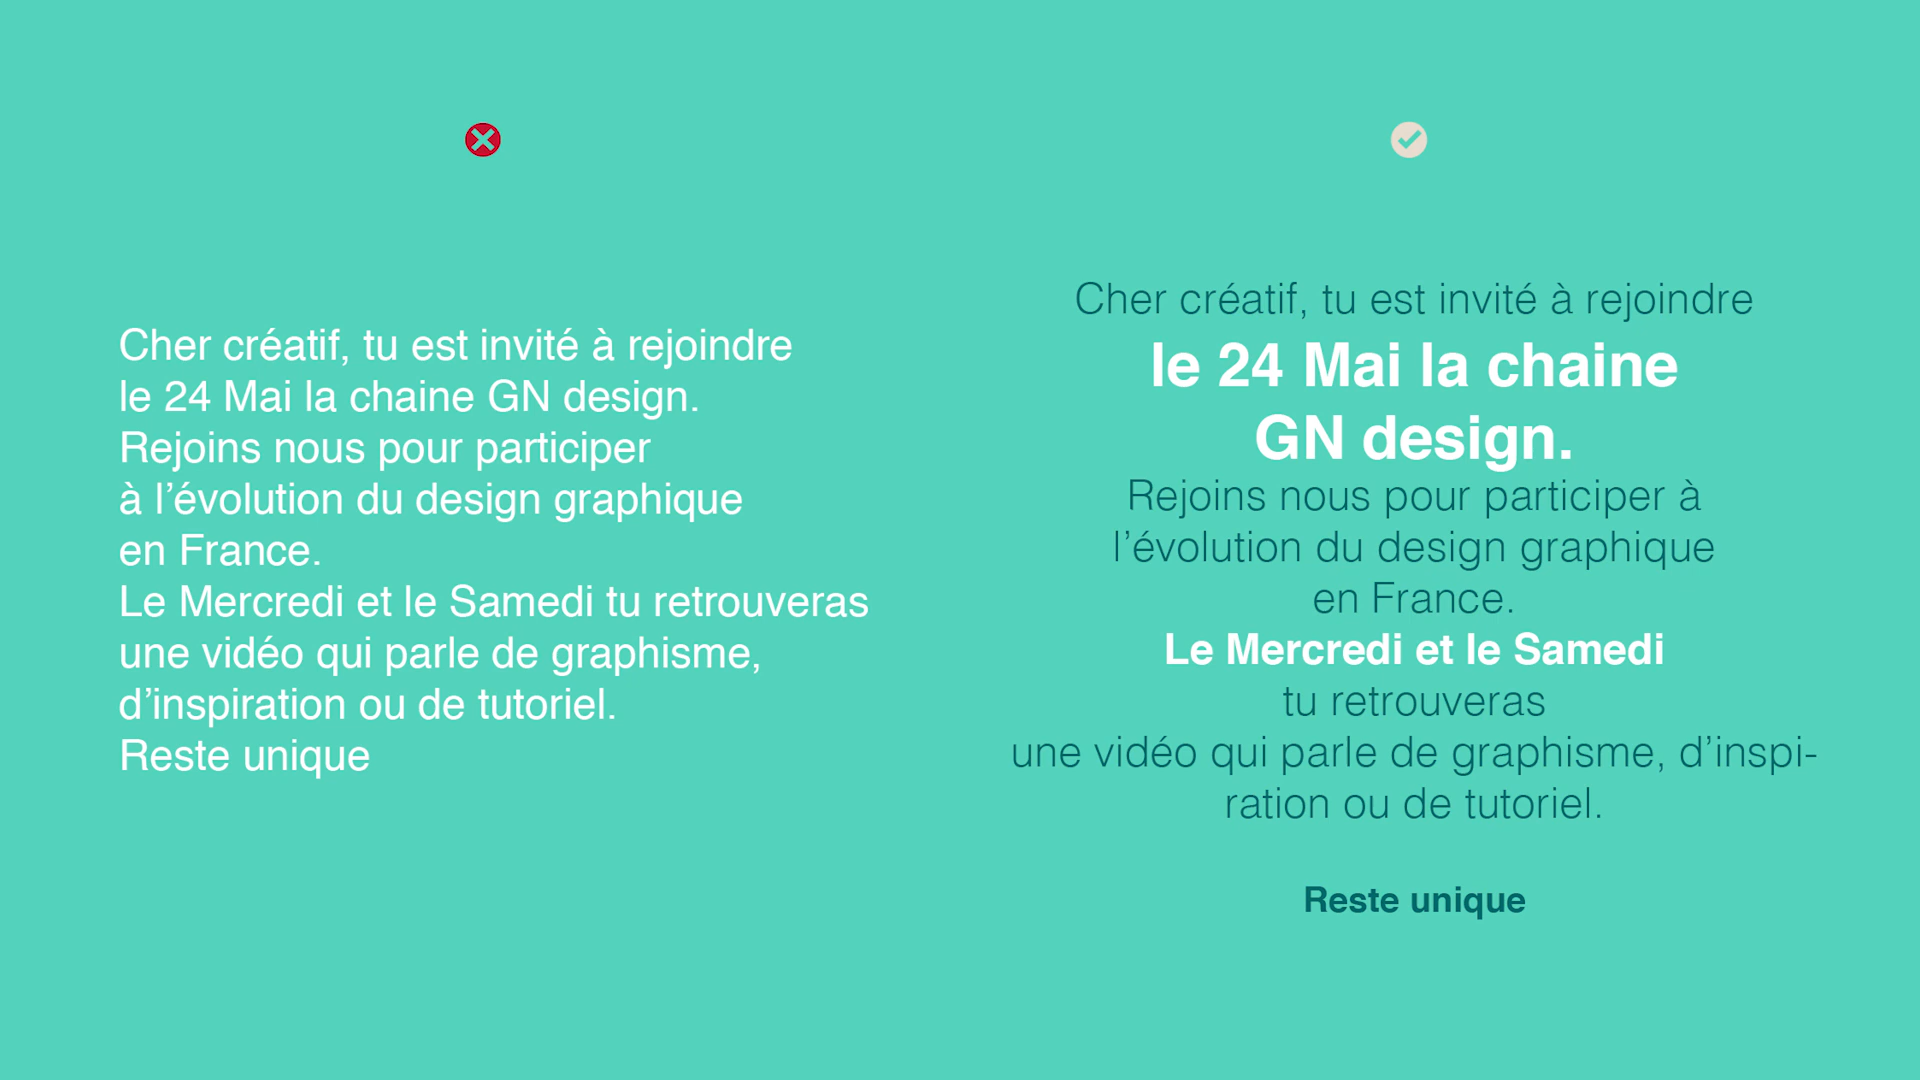 Cher créatif, tu est invité à rejoindre
le 24 Mai la chaine GN design.
Rejoins nous pour participer
à l’évolution du design graphique
en France.
Le Mercredi et le Samedi tu retrouveras
une vidéo qui parle de graphisme,
d’inspiration ou de tutoriel.
Reste unique
Cher créatif, tu est invité à rejoindre
le 24 Mai la chaine
GN design.
Rejoins nous pour participer à
l’évolution du design graphique
en France.
Le Mercredi et le Samedi
tu retrouveras
une vidéo qui parle de graphisme, d’inspi-
ration ou de tutoriel.
Reste unique